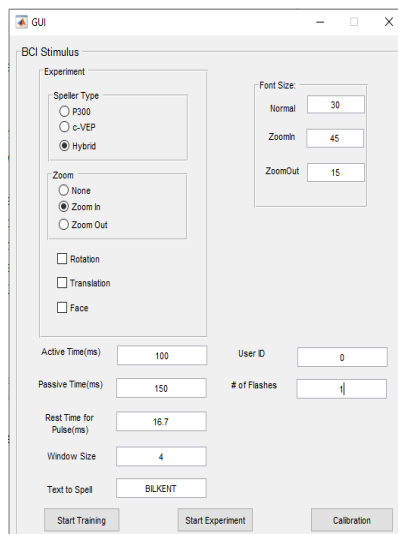 GUI
BCI Stimulus
Experiment
Speller Type
P300
c-VEP
Hybrid
Zoom
None
Zoom In
Zoom Out
Rotation
Translation
Face
Font Size:
Normal 30
ZoomIn 45
ZoomOut 15
Active Time(ms) 100
User ID 0
Passive Time(ms) 150
# of Flashes 1
Rest Time for
Pulse(ms) 16.7
Window Size 4
Text to Spell BILKENT
Start Training Start Experiment Calibration